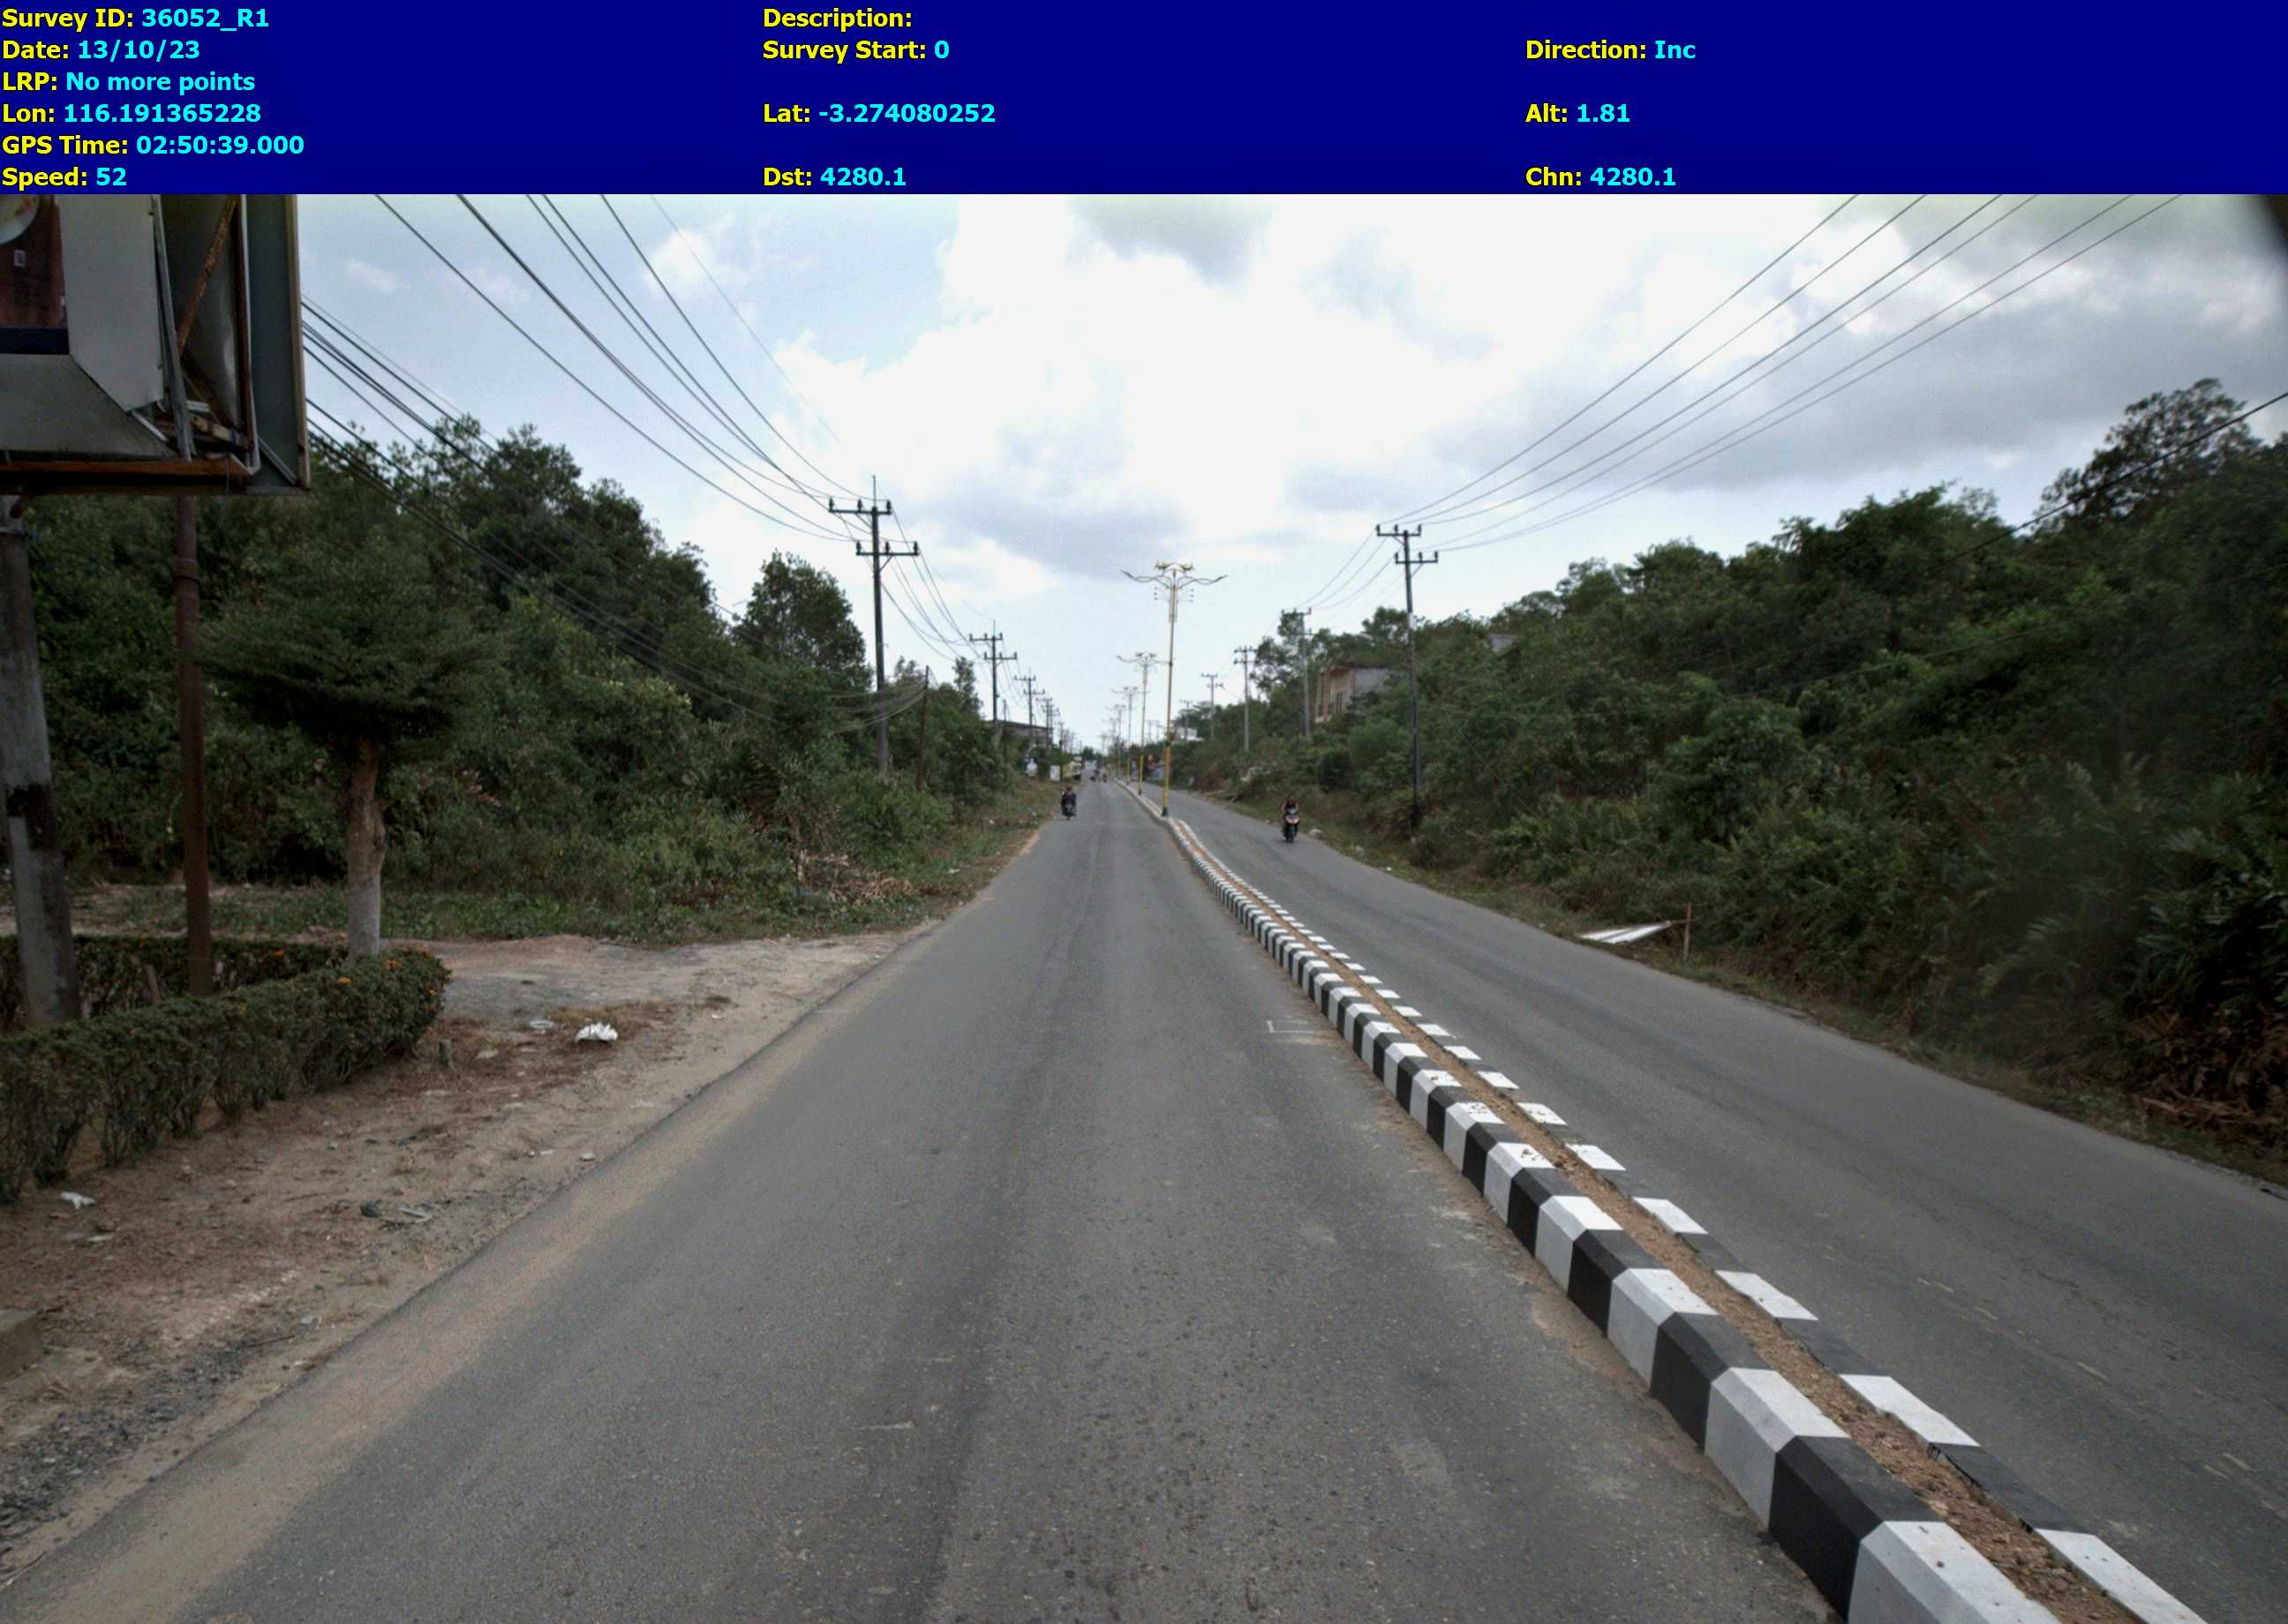 Survey ID: 36052_R1
Description:
Date: 13/10/23
Survey Start: 0
Direction: Inc
LRP: No more points
Lon: 116.191365228
Lat: -3.274080252
Alt: 1.81
GPS Time: 02:50:39.000
Speed: 52
Dst: 4280.1
Chn: 4280.1